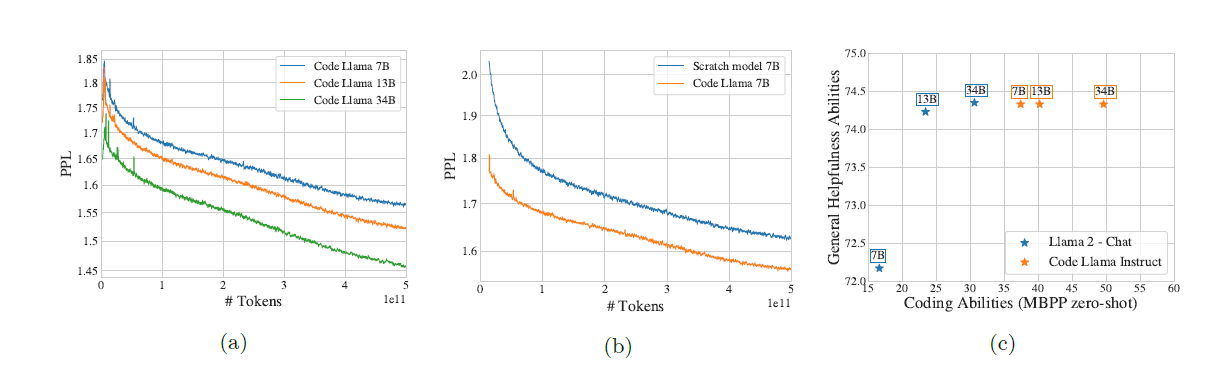 1.85
1.8
1.75
1.7
1.65
1.6
1.55
1.5
1.45
PPL
0 1 2 3 4 5
# Tokens
1e11
Code Llama 7B
Code Llama 13B
Code Llama 34B
(a)
2.0
1.9
1.8
1.7
1.6
PPL
0 1 2 3 4 5
# Tokens
1e11
Scratch model 7B
Code Llama 7B
(b)
75.0
74.5
74.0
73.5
73.0
72.5
72.0
General Helpfulness Abilities
13B 34B 7B 13B 34B
7B
Llama 2 - Chat
Code Llama Instruct
15 20 25 30 35 40 45 50 55 60
Coding Abilities (MBPP zero-shot)
(c)